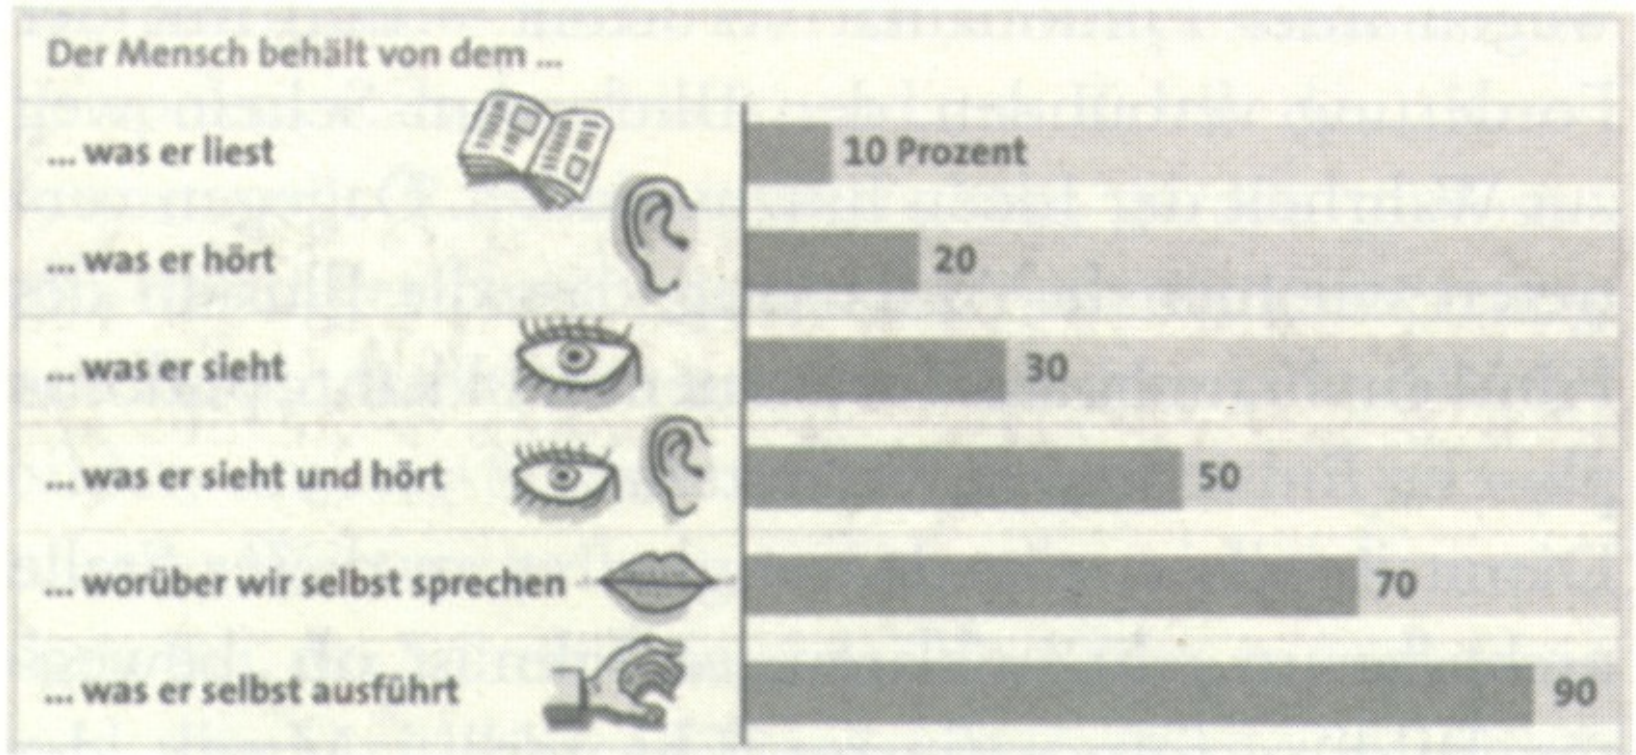 Der Mensch behält von dem ...
... was er liest
10 Prozent
... was er hört
20
... was er sieht
30
... was er sieht und hört
50
... worüber wir selbst sprechen
70
... was er selbst ausführt
90